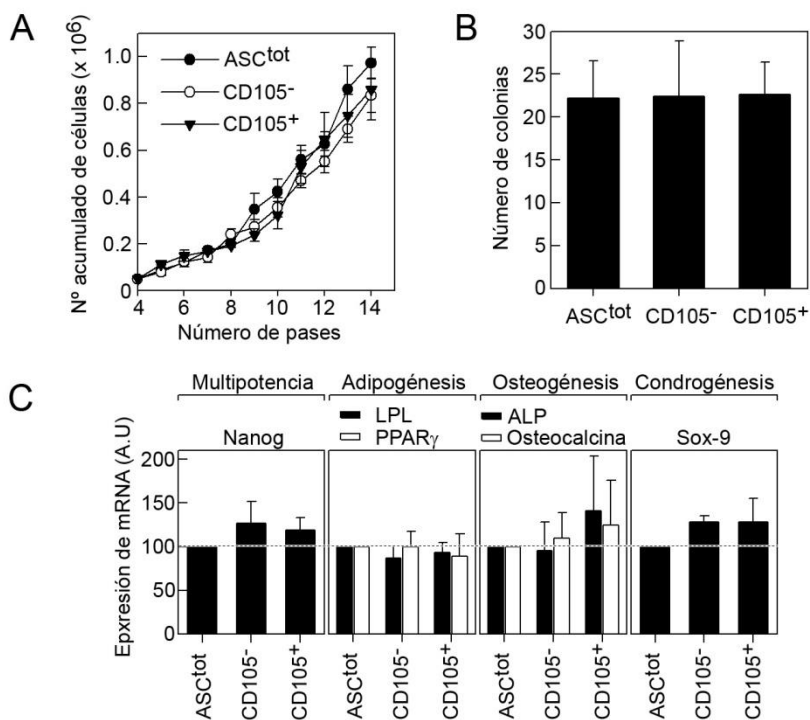 A
Nº acumulado de células (x 10⁶)
1.0
0.8
0.6
0.4
0.2
0
ASCᵗᵒᵗ
CD105⁻
CD105⁺
4 6 8 10 12 14
Número de pases
B
Número de colonias
30
25
20
15
10
5
0
ASCᵗᵒᵗ CD105⁻ CD105⁺
C
Multipotencia Adipogénesis Osteogénesis Condrogénesis
LPL ALP
Nanog PPARγ Osteocalcina Sox-9
Epxresión de mRNA (A.U)
200
150
100
50
0
ASCᵗᵒᵗ CD105⁻ CD105⁺ ASCᵗᵒᵗ CD105⁻ CD105⁺ ASCᵗᵒᵗ CD105⁻ CD105⁺ ASCᵗᵒᵗ CD105⁻ CD105⁺